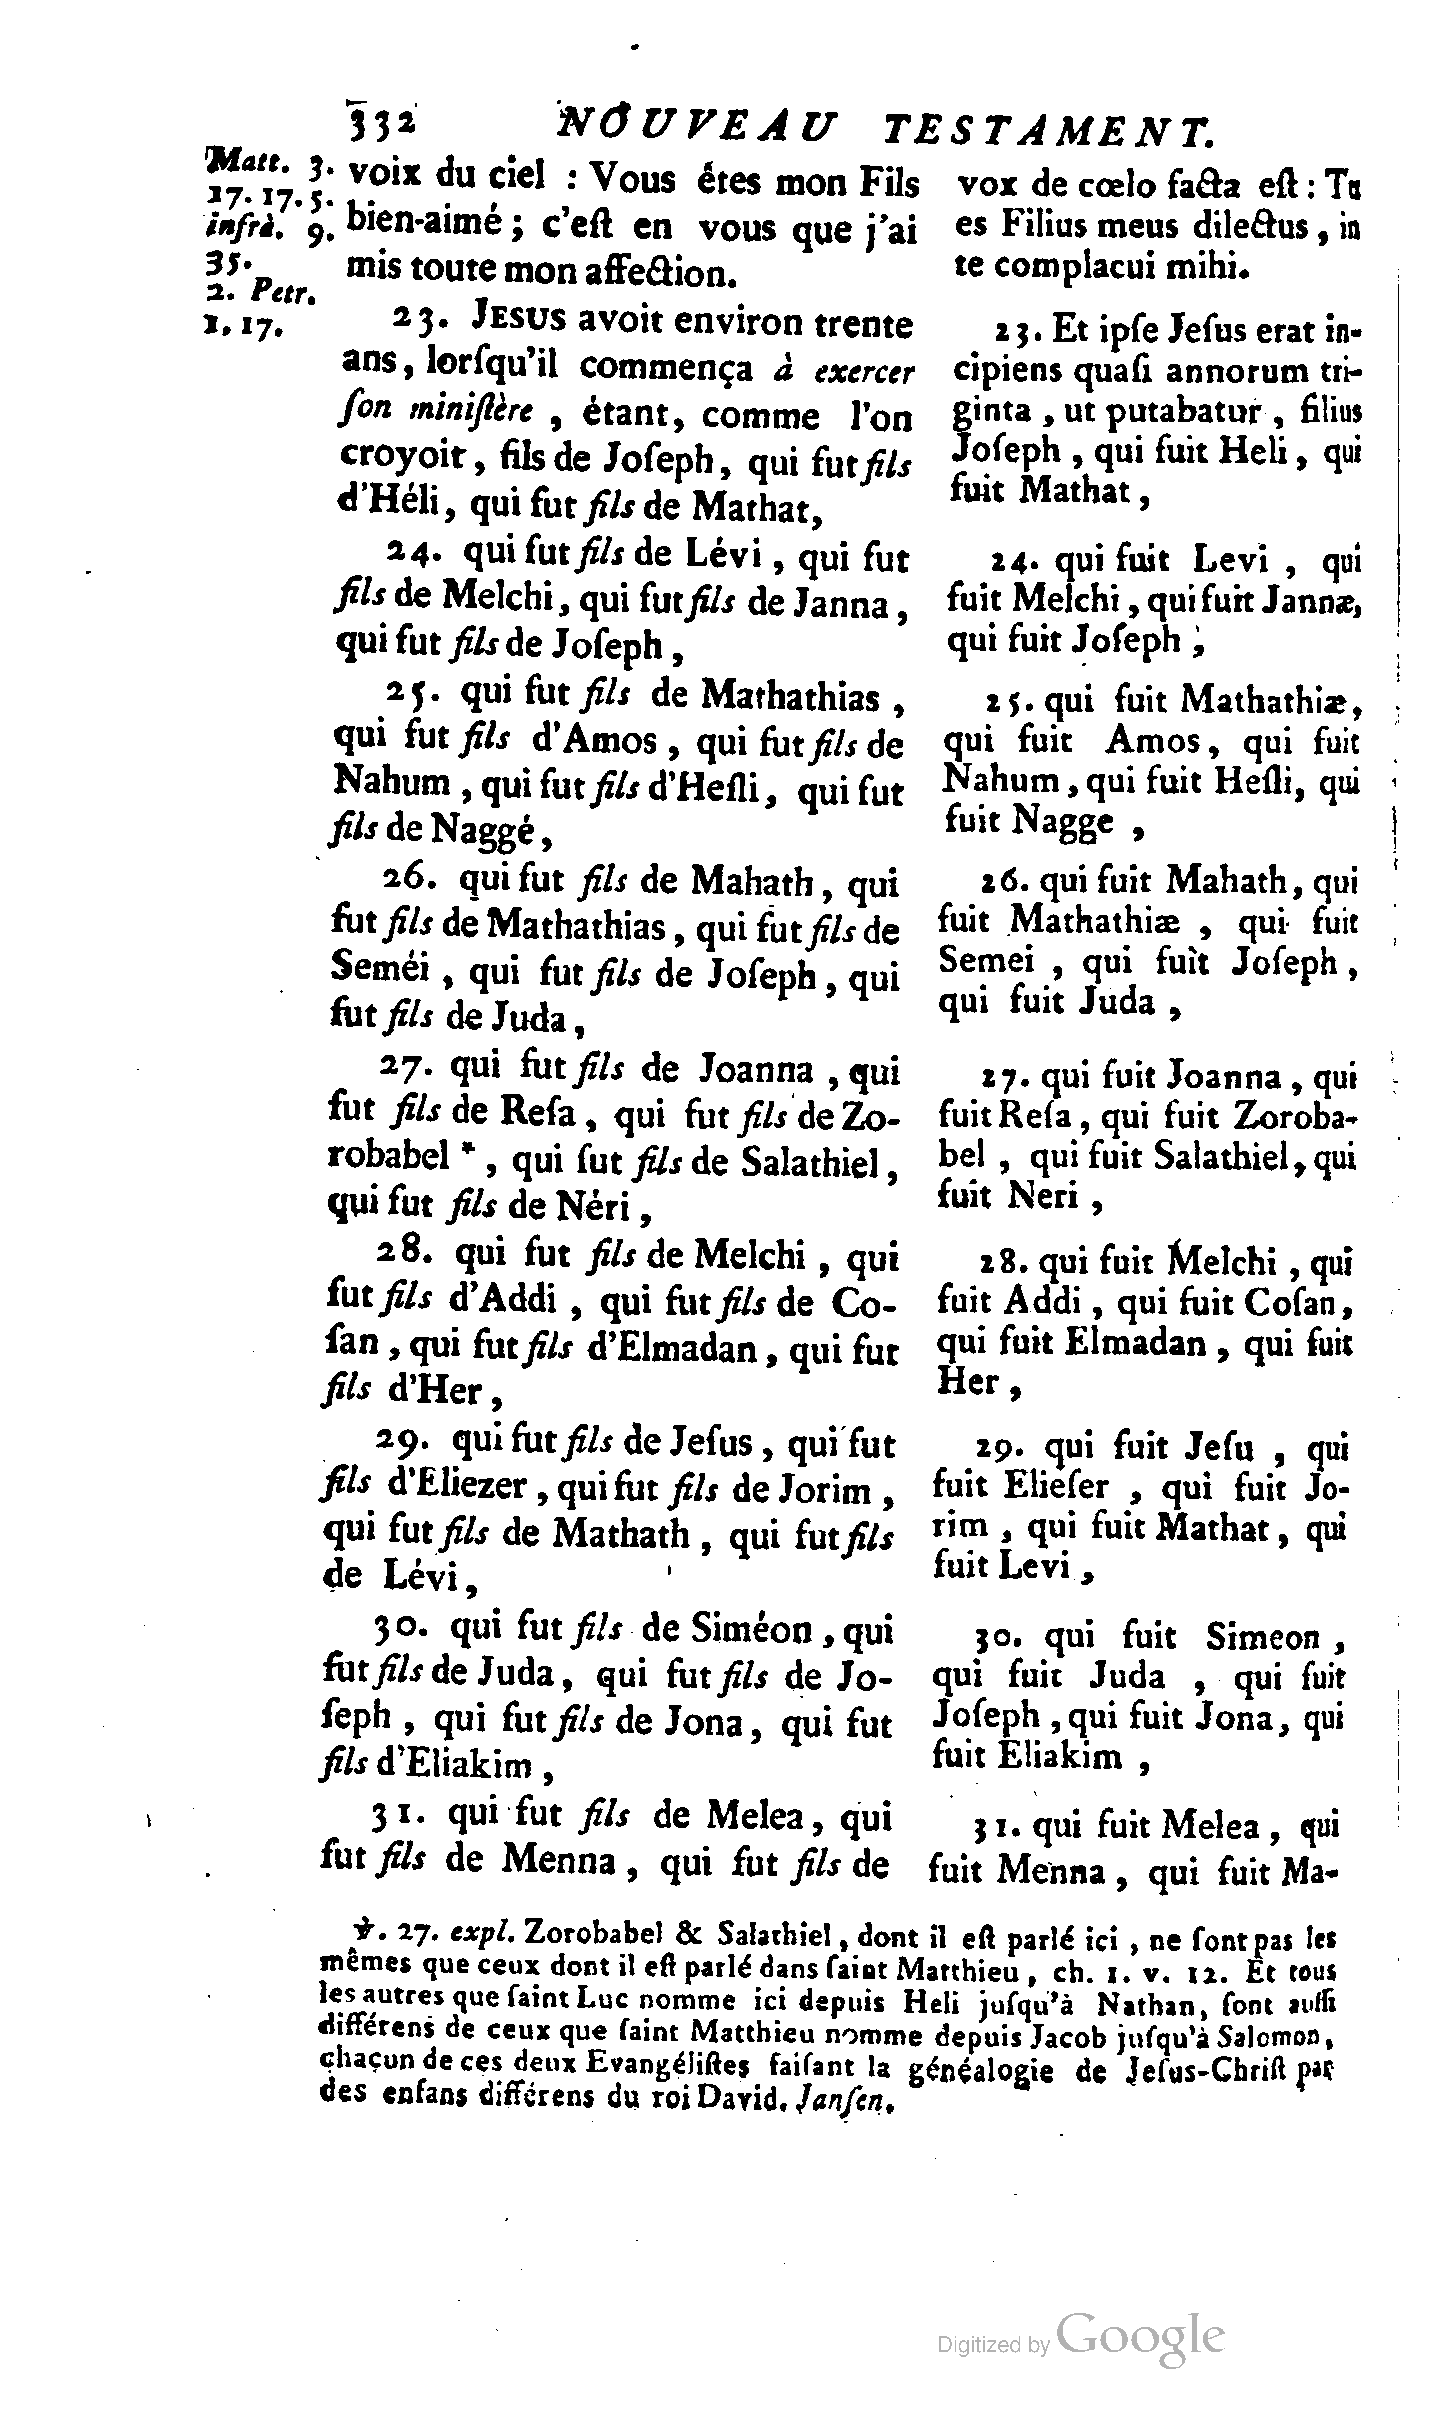 332 NOUVEAU TESTAMENT.
Matt. 3.
17. 17. 5.
infrà. 9.
35.
2. Petr.
1, 17.
voix du ciel : Vous êtes mon Fils
bien-aimé ; c'eſt en vous que j'ai
mis toute mon affection.
23. JESUS avoit environ trente
ans, lorſqu'il commença à exercer
ſon miniſtère , étant, comme l'on
croyoit, fils de Joſeph, qui fut fils
d'Héli, qui fut fils de Mathat,
24. qui fut fils de Lévi , qui fut
fils de Melchi, qui fut fils de Janna,
qui fut fils de Joſeph ,
25. qui fut fils de Mathathias ,
qui fut fils d'Amos , qui fut fils de
Nahum , qui fut fils d'Heſli, qui fut
fils de Naggé,
26. qui fut fils de Mahath, qui
fut fils de Mathathias, qui fut fils de
Seméi , qui fut fils de Joſeph , qui
fut fils de Juda,
27. qui fut fils de Joanna , qui
fut fils de Reſa, qui fut fils de Zo-
robabel * , qui fut fils de Salathiel,
qui fut fils de Néri,
28. qui fut fils de Melchi , qui
fut fils d'Addi , qui fut fils de Co-
ſan , qui fut fils d'Elmadan, qui fut
fils d'Her,
29. qui fut fils de Jeſus, qui fut
fils d'Eliezer , qui fut fils de Jorim ,
qui fut fils de Mathath , qui fut fils
de Lévi,
30. qui fut fils de Siméon , qui
fut fils de Juda, qui fut fils de Jo-
ſeph , qui fut fils de Jona, qui fut
fils d'Eliakim ,
31. qui fut fils de Melea, qui
fut fils de Menna, qui fut fils de
vox de cœlo facta eſt : Tu
es Filius meus dilectus , in
te complacui mihi.
23. Et ipſe Jeſus erat in-
cipiens quaſi annorum tri-
ginta , ut putabatur , filius
Joſeph , qui fuit Heli, qui
fuit Mathat,
24. qui fuit Levi , qui
fuit Melchi, qui fuit Jannæ,
qui fuit Joſeph ;
25. qui fuit Mathathiæ,
qui fuit Amos, qui fuit
Nahum, qui fuit Heſli, qui
fuit Nagge ,
26. qui fuit Mahath, qui
fuit Mathathiæ , qui fuit
Semei , qui fuit Joſeph,
qui fuit Juda ,
27. qui fuit Joanna, qui
fuit Reſa, qui fuit Zoroba-
bel , qui fuit Salathiel, qui
fuit Neri ,
28. qui fuit Melchi , qui
fuit Addi , qui fuit Coſan,
qui fuit Elmadan , qui fuit
Her ,
29. qui fuit Jeſu , qui
fuit Elieſer , qui fuit Jo-
rim , qui fuit Mathat, qui
fuit Levi,
30. qui fuit Simeon ,
qui fuit Juda , qui fuit
Joſeph , qui fuit Jona, qui
fuit Eliakim ,
31. qui fuit Melea, qui
fuit Menna, qui fuit Ma-
℣. 27. expl. Zorobabel & Salathiel, dont il eſt parlé ici , ne ſont pas les
mêmes que ceux dont il eſt parlé dans ſaint Matthieu, ch. 1. v. 12. Et tous
les autres que ſaint Luc nomme ici depuis Heli juſqu'à Nathan, ſont auſſi
différens de ceux que ſaint Matthieu nomme depuis Jacob juſqu'à Salomon,
chacun de ces deux Evangéliſtes faiſant la généalogie de Jeſus-Chriſt par
des enfans différens du roi David. Janſen.
Digitized by Google